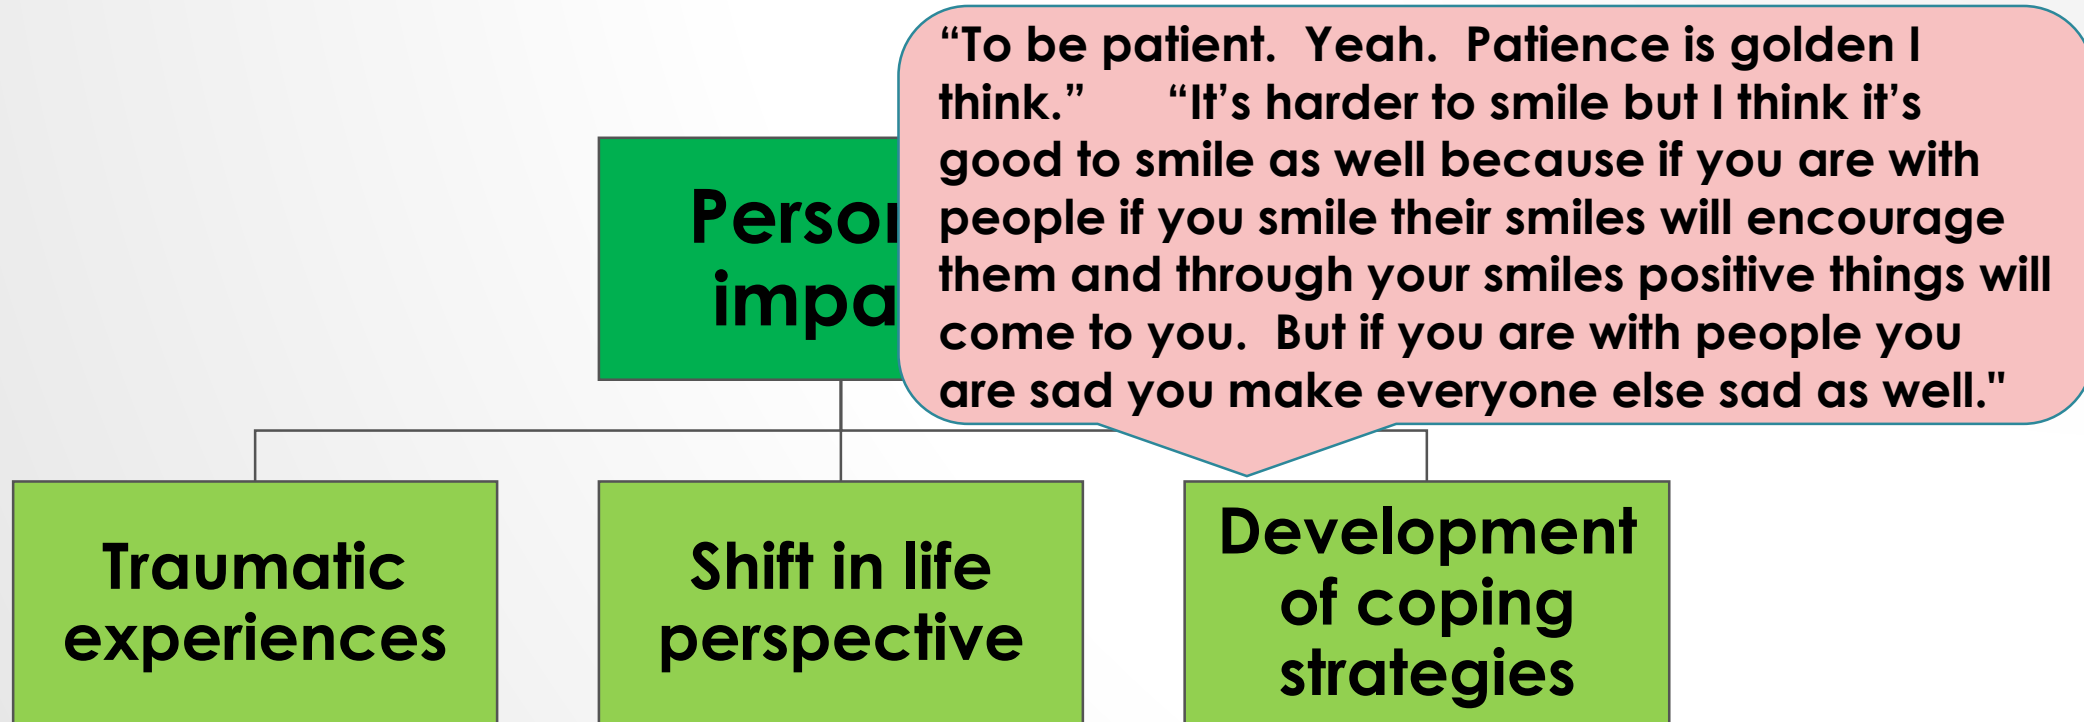 “To be patient.  Yeah.  Patience is golden I
think.”      “It’s harder to smile but I think it’s
good to smile as well because if you are with
people if you smile their smiles will encourage
them and through your smiles positive things will
come to you.  But if you are with people you
are sad you make everyone else sad as well."
Traumatic
experiences
Shift in life
perspective
Development
of coping
strategies